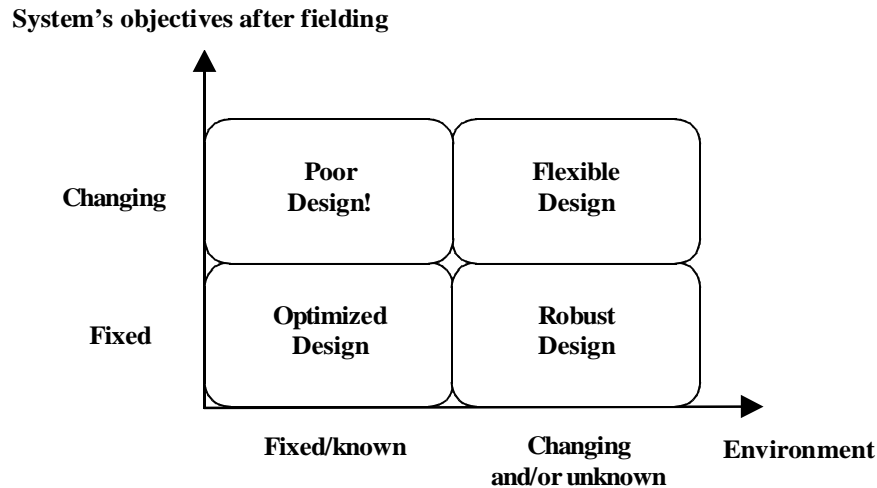 System’s objectives after fielding
Poor
Design!
Flexible
Design
Changing
Optimized
Design
Robust
Design
Fixed
Fixed/known
Changing
and/or unknown
Environment